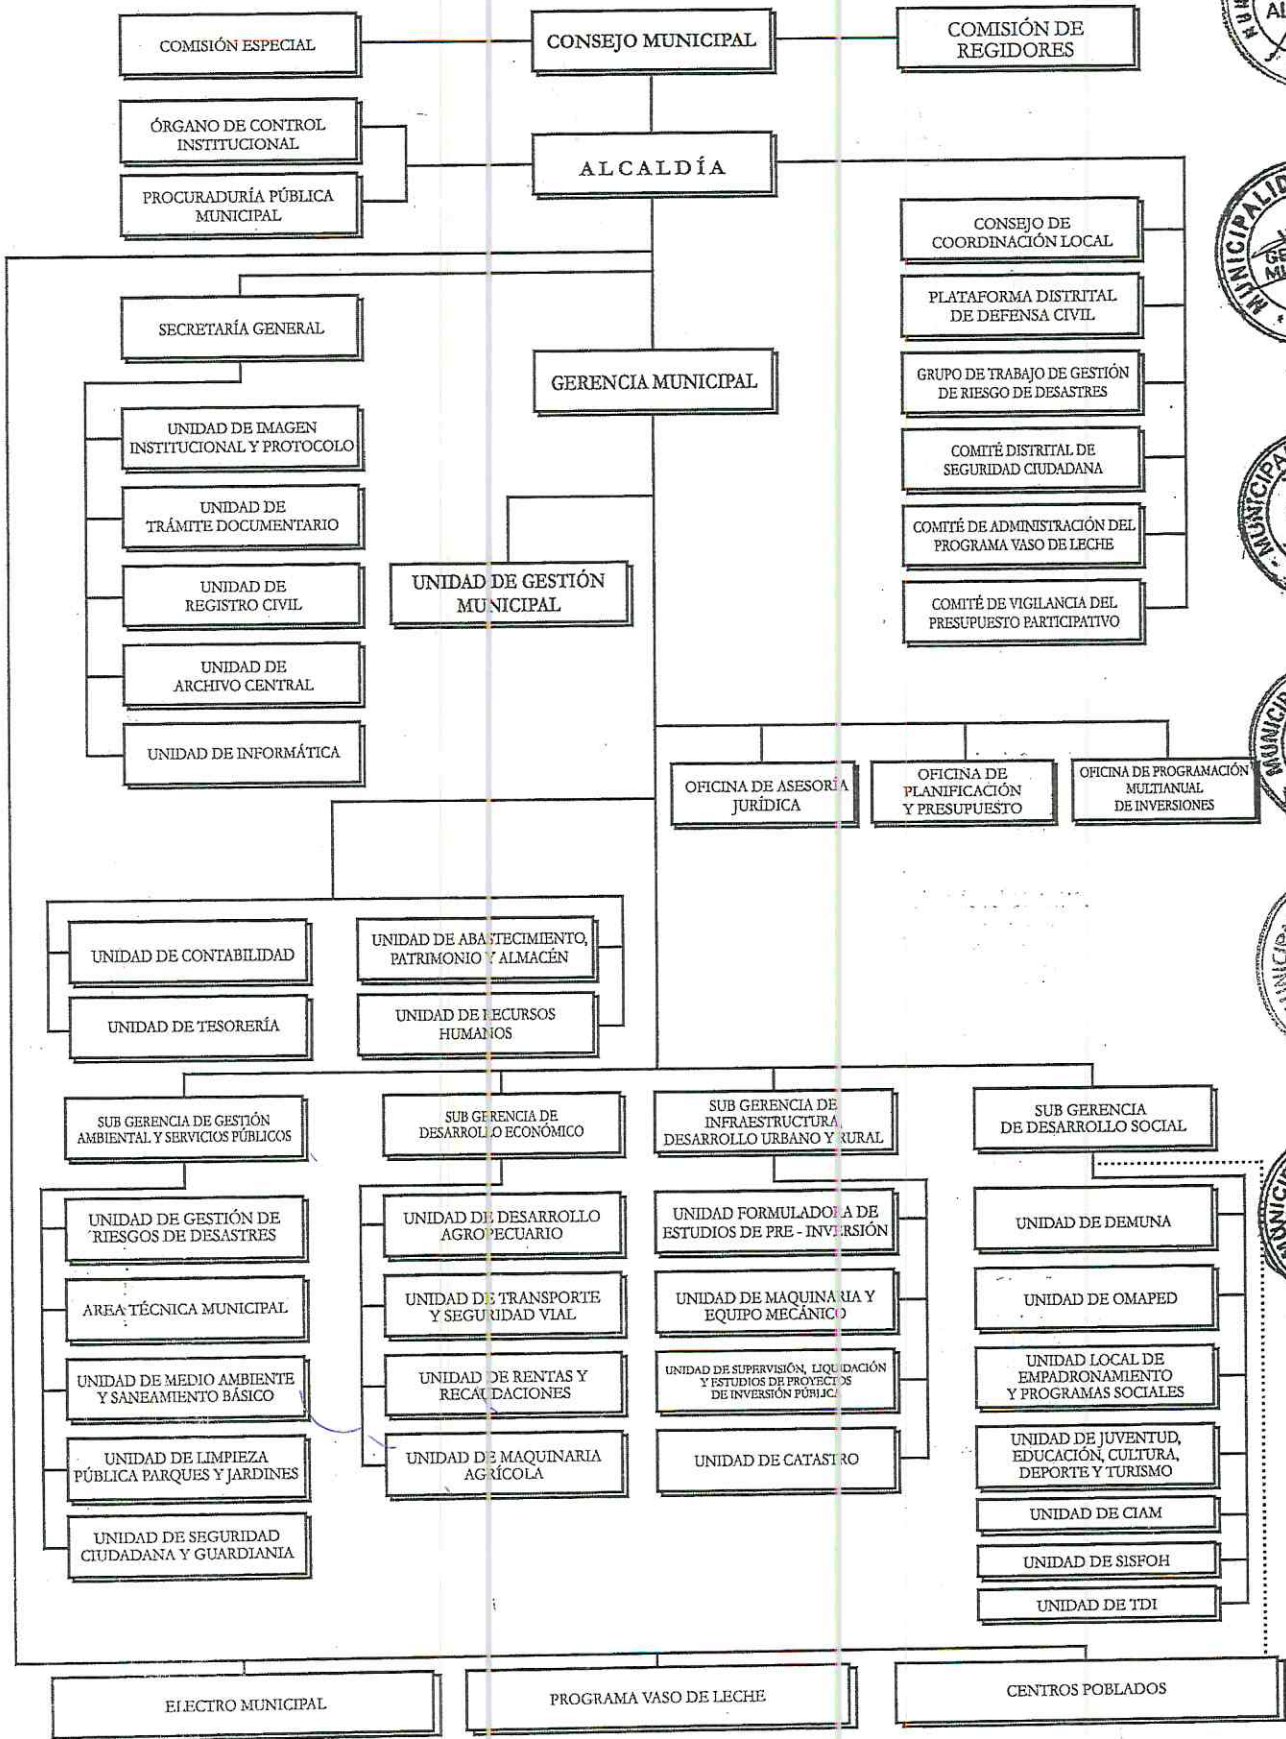 COMISIÓN ESPECIAL
CONSEJO MUNICIPAL
COMISIÓN DE
REGIDORES
ÓRGANO DE CONTROL
INSTITUCIONAL
PROCURADURÍA PÚBLICA
MUNICIPAL
ALCALDÍA
CONSEJO DE
COORDINACIÓN LOCAL
PLATAFORMA DISTRITAL
DE DEFENSA CIVIL
GRUPO DE TRABAJO DE GESTIÓN
DE RIESGO DE DESASTRES
COMITÉ DISTRITAL DE
SEGURIDAD CIUDADANA
COMITÉ DE ADMINISTRACIÓN DEL
PROGRAMA VASO DE LECHE
COMITÉ DE VIGILANCIA DEL
PRESUPUESTO PARTICIPATIVO
SECRETARÍA GENERAL
GERENCIA MUNICIPAL
UNIDAD DE IMAGEN
INSTITUCIONAL Y PROTOCOLO
UNIDAD DE
TRÁMITE DOCUMENTARIO
UNIDAD DE
REGISTRO CIVIL
UNIDAD DE
ARCHIVO CENTRAL
UNIDAD DE INFORMÁTICA
UNIDAD DE GESTIÓN
MUNICIPAL
OFICINA DE ASESORÍA
JURÍDICA
OFICINA DE
PLANIFICACIÓN
Y PRESUPUESTO
OFICINA DE PROGRAMACIÓN
MULTIANUAL
DE INVERSIONES
UNIDAD DE CONTABILIDAD
UNIDAD DE TESORERÍA
UNIDAD DE ABASTECIMIENTO,
PATRIMONIO Y ALMACÉN
UNIDAD DE RECURSOS
HUMANOS
SUB GERENCIA DE GESTIÓN
AMBIENTAL Y SERVICIOS PÚBLICOS
UNIDAD DE GESTIÓN DE
RIESGOS DE DESASTRES
AREA TÉCNICA MUNICIPAL
UNIDAD DE MEDIO AMBIENTE
Y SANEAMIENTO BÁSICO
UNIDAD DE LIMPIEZA
PÚBLICA PARQUES Y JARDINES
UNIDAD DE SEGURIDAD
CIUDADANA Y GUARDIANIA
SUB GERENCIA DE
DESARROLLO ECONÓMICO
UNIDAD DE DESARROLLO
AGROPECUARIO
UNIDAD DE TRANSPORTE
Y SEGURIDAD VIAL
UNIDAD DE RENTAS Y
RECAUDACIONES
UNIDAD DE MAQUINARIA
AGRÍCOLA
SUB GERENCIA DE
INFRAESTRUCTURA,
DESARROLLO URBANO Y RURAL
UNIDAD FORMULADORA DE
ESTUDIOS DE PRE - INVERSIÓN
UNIDAD DE MAQUINARIA Y
EQUIPO MECÁNICO
UNIDAD DE SUPERVISIÓN, LIQUIDACIÓN
Y ESTUDIOS DE PROYECTOS
DE INVERSIÓN PÚBLICA
UNIDAD DE CATASTRO
SUB GERENCIA
DE DESARROLLO SOCIAL
UNIDAD DE DEMUNA
UNIDAD DE OMAPED
UNIDAD LOCAL DE
EMPADRONAMIENTO
Y PROGRAMAS SOCIALES
UNIDAD DE JUVENTUD,
EDUCACIÓN, CULTURA,
DEPORTE Y TURISMO
UNIDAD DE CIAM
UNIDAD DE SISFOH
UNIDAD DE TDI
ELECTRO MUNICIPAL
PROGRAMA VASO DE LECHE
CENTROS POBLADOS